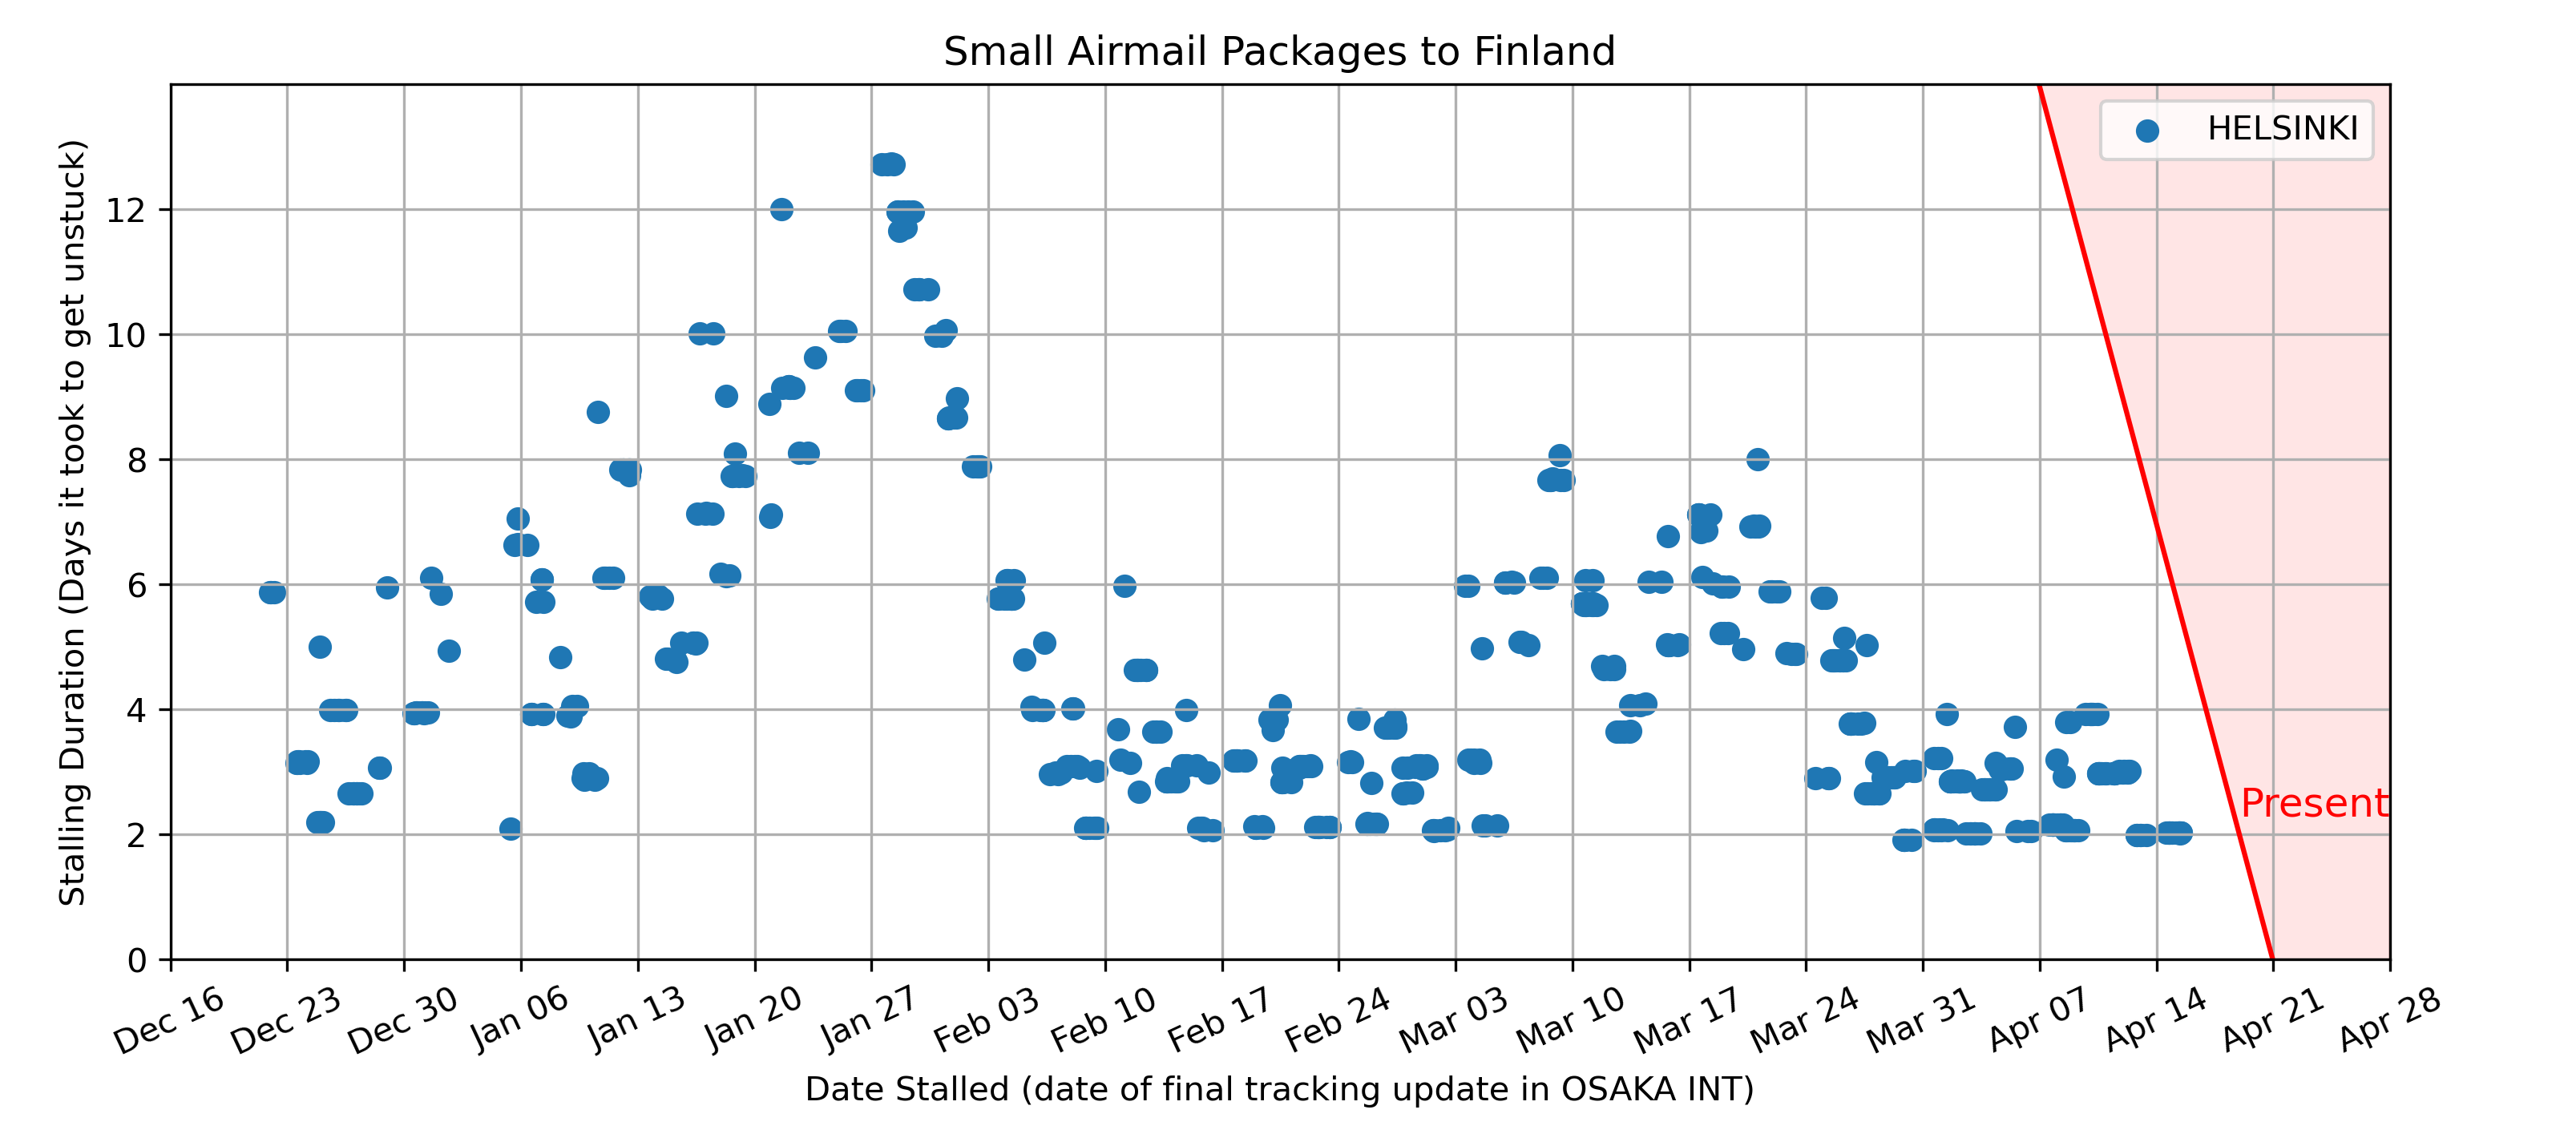 Small Airmail Packages to Finland
HELSINKI
Stalling Duration (Days it took to get unstuck)
12
10
8
6
4
2
0
Present
Dec 16
Dec 23
Dec 30
Jan 06
Jan 13
Jan 20
Jan 27
Feb 03
Feb 10
Feb 17
Feb 24
Mar 03
Mar 10
Mar 17
Mar 24
Mar 31
Apr 07
Apr 14
Apr 21
Apr 28
Date Stalled (date of final tracking update in OSAKA INT)